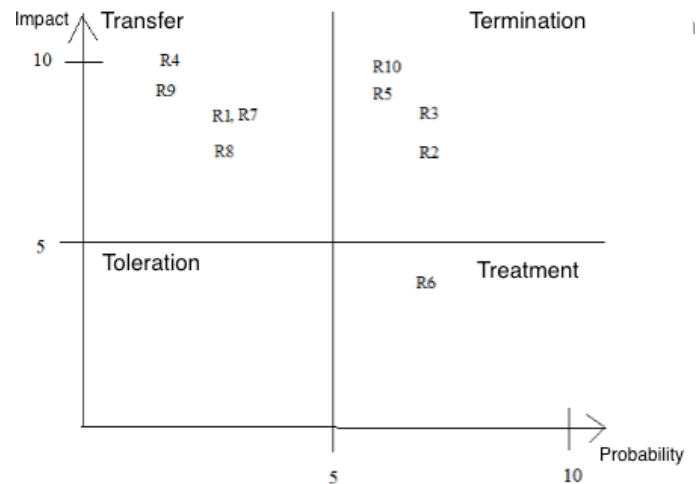 Impact
Transfer
Termination
10
R4
R10
R9
R5
R1, R7
R3
R8
R2
5
Toleration
Treatment
R6
Probability
5
10